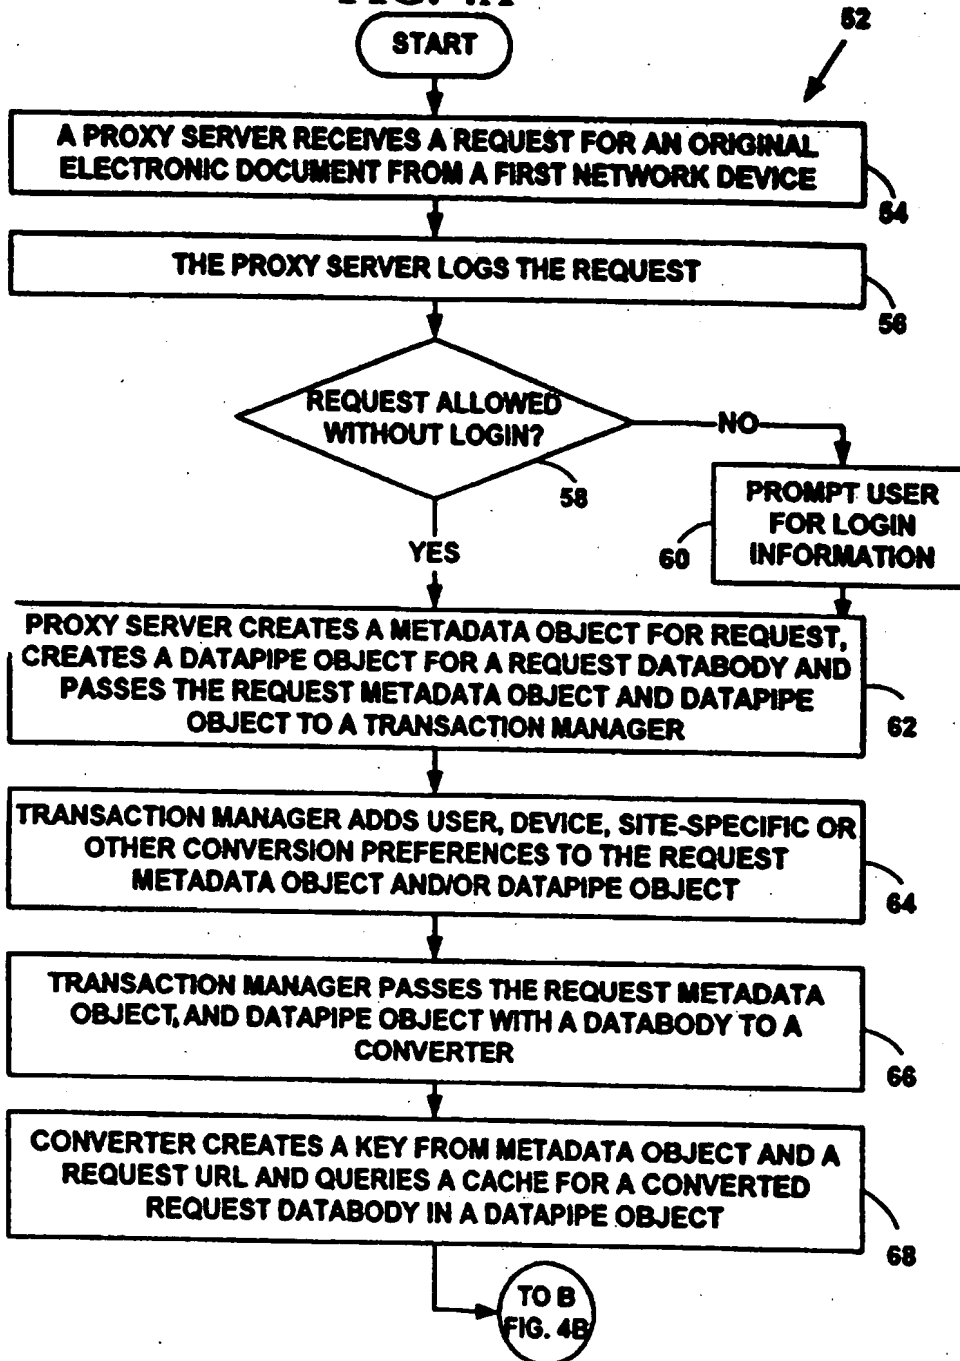 52
START
A PROXY SERVER RECEIVES A REQUEST FOR AN ORIGINAL
ELECTRONIC DOCUMENT FROM A FIRST NETWORK DEVICE
54
THE PROXY SERVER LOGS THE REQUEST
56
REQUEST ALLOWED
WITHOUT LOGIN?
58
NO
PROMPT USER
FOR LOGIN
INFORMATION
60
YES
PROXY SERVER CREATES A METADATA OBJECT FOR REQUEST,
CREATES A DATAPIPE OBJECT FOR A REQUEST DATABODY AND
PASSES THE REQUEST METADATA OBJECT AND DATAPIPE
OBJECT TO A TRANSACTION MANAGER
62
TRANSACTION MANAGER ADDS USER, DEVICE, SITE-SPECIFIC OR
OTHER CONVERSION PREFERENCES TO THE REQUEST
METADATA OBJECT AND/OR DATAPIPE OBJECT
64
TRANSACTION MANAGER PASSES THE REQUEST METADATA
OBJECT, AND DATAPIPE OBJECT WITH A DATABODY TO A
CONVERTER
66
CONVERTER CREATES A KEY FROM METADATA OBJECT AND A
REQUEST URL AND QUERIES A CACHE FOR A CONVERTED
REQUEST DATABODY IN A DATAPIPE OBJECT
68
TO B
FIG. 4B